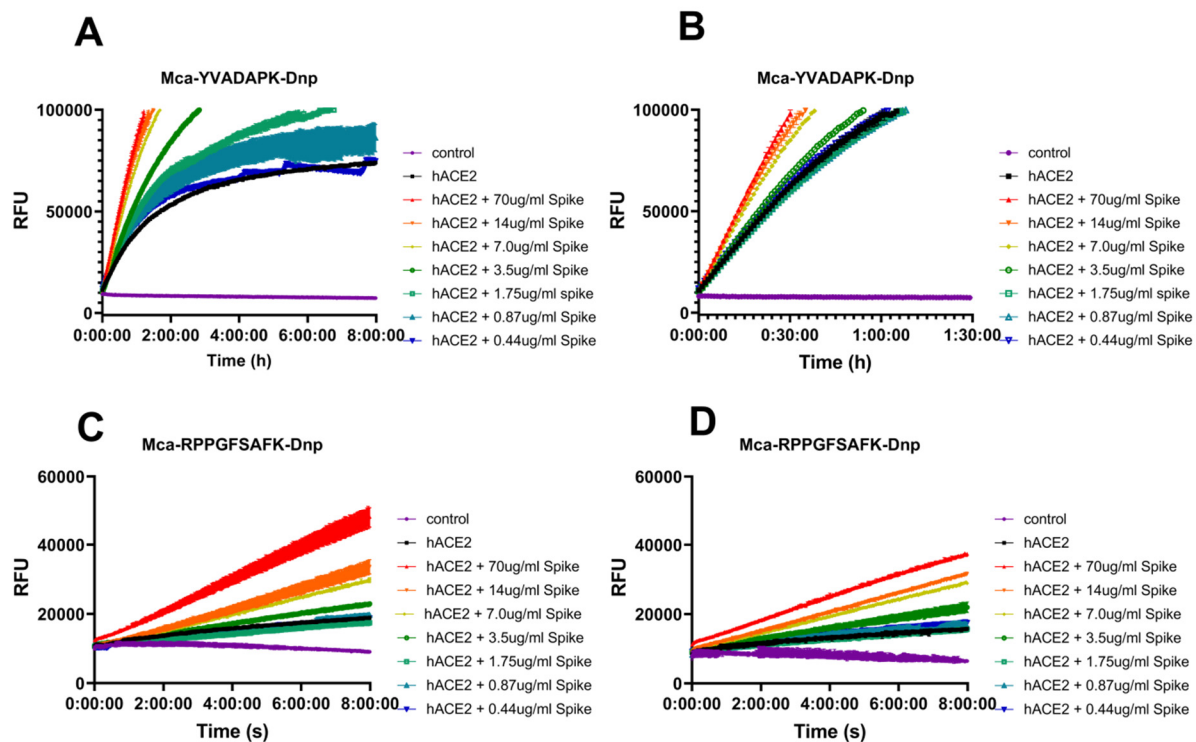 A
Mca-YVADAPK-Dnp
RFU
100000
50000
0
0:00:00 2:00:00 4:00:00 6:00:00 8:00:00
Time (h)
control
hACE2
hACE2 + 70ug/ml Spike
hACE2 + 14ug/ml Spike
hACE2 + 7.0ug/ml Spike
hACE2 + 3.5ug/ml Spike
hACE2 + 1.75ug/ml spike
hACE2 + 0.87ug/ml Spike
hACE2 + 0.44ug/ml Spike
B
Mca-YVADAPK-Dnp
RFU
100000
50000
0
0:00:00 0:30:00 1:00:00 1:30:00
Time (h)
control
hACE2
hACE2 + 70ug/ml Spike
hACE2 + 14ug/ml Spike
hACE2 + 7.0ug/ml Spike
hACE2 + 3.5ug/ml Spike
hACE2 + 1.75ug/ml spike
hACE2 + 0.87ug/ml Spike
hACE2 + 0.44ug/ml Spike
C
Mca-RPPGFSAFK-Dnp
RFU
60000
40000
20000
0
0:00:00 2:00:00 4:00:00 6:00:00 8:00:00
Time (s)
control
hACE2
hACE2 + 70ug/ml Spike
hACE2 + 14ug/ml Spike
hACE2 + 7.0ug/ml Spike
hACE2 + 3.5ug/ml Spike
hACE2 + 1.75ug/ml Spike
hACE2 + 0.87ug/ml Spike
hACE2 + 0.44ug/ml Spike
D
Mca-RPPGFSAFK-Dnp
RFU
60000
40000
20000
0
0:00:00 2:00:00 4:00:00 6:00:00 8:00:00
Time (s)
control
hACE2
hACE2 + 70ug/ml Spike
hACE2 + 14ug/ml Spike
hACE2 + 7.0ug/ml Spike
hACE2 + 3.5ug/ml Spike
hACE2 + 1.75ug/ml Spike
hACE2 + 0.87ug/ml Spike
hACE2 + 0.44ug/ml Spike